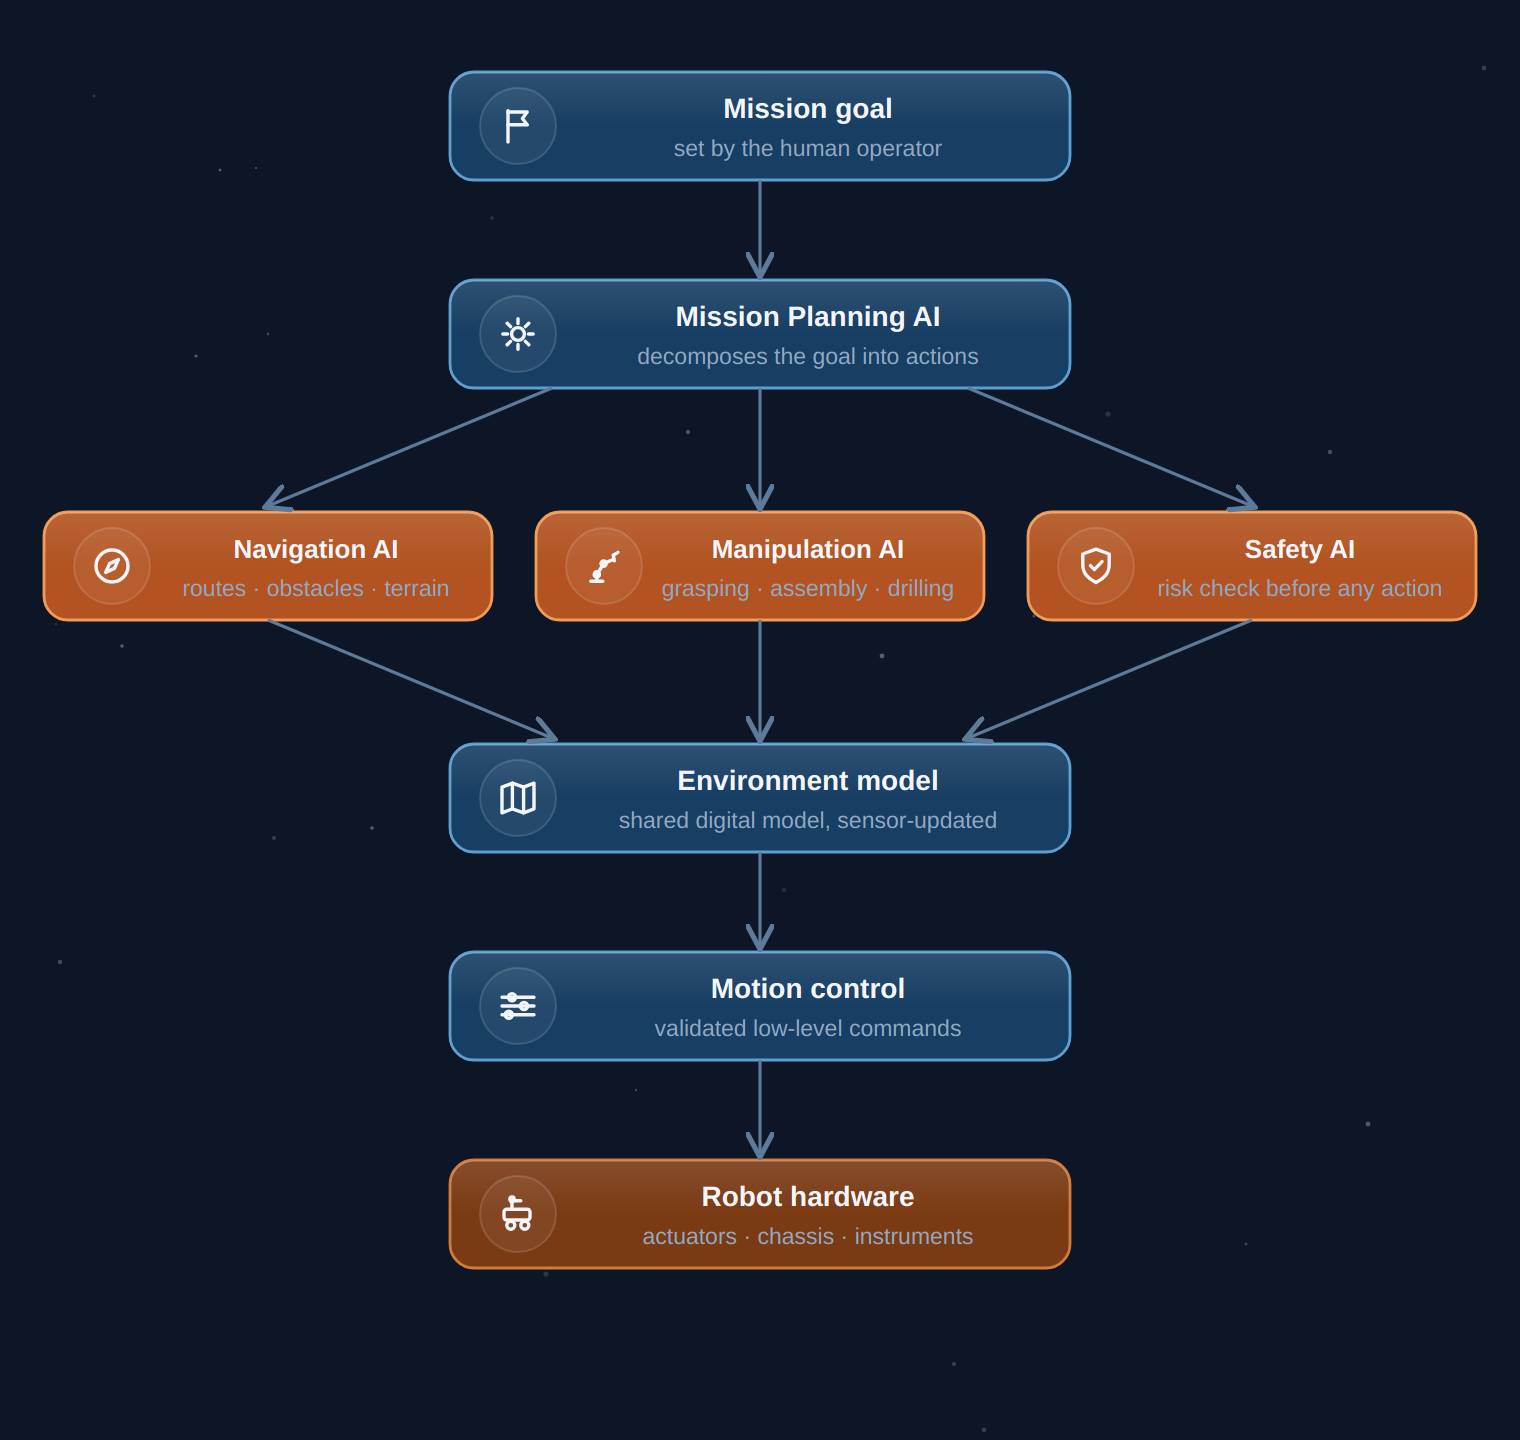 Mission goal
set by the human operator
Mission Planning AI
decomposes the goal into actions
Navigation AI
routes · obstacles · terrain
Manipulation AI
grasping · assembly · drilling
Safety AI
risk check before any action
Environment model
shared digital model, sensor-updated
Motion control
validated low-level commands
Robot hardware
actuators · chassis · instruments